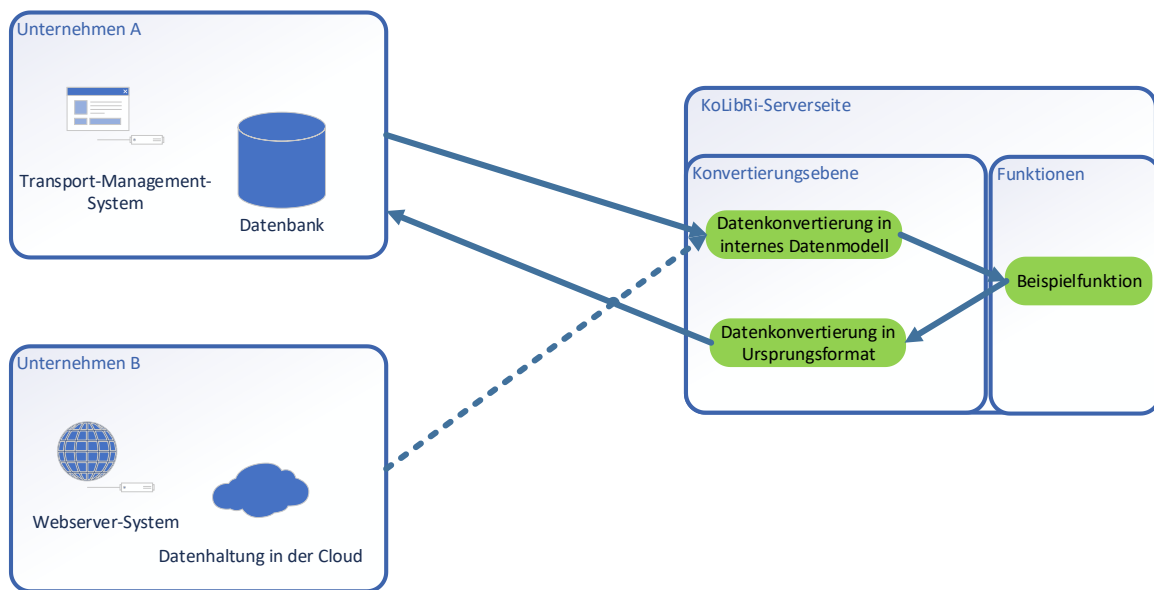 Unternehmen A
Transport-Management-
System
Datenbank
Unternehmen B
Webserver-System
Datenhaltung in der Cloud
KoLibRi-Serverseite
Konvertierungsebene
Datenkonvertierung in
internes Datenmodell
Datenkonvertierung in
Ursprungsformat
Funktionen
Beispielfunktion